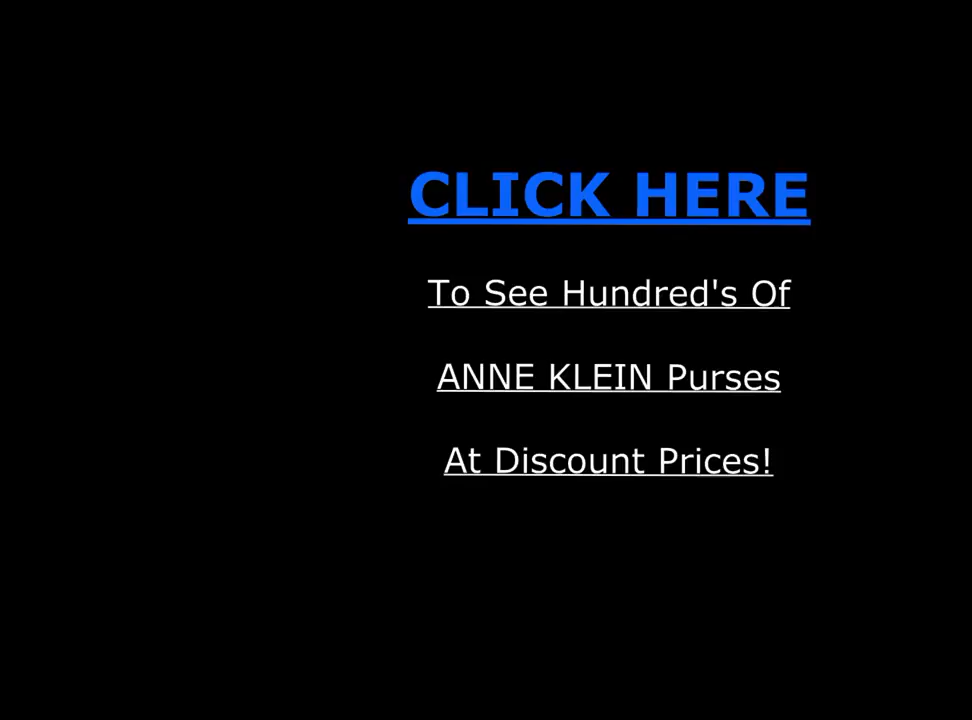 CLICK HERE
To See Hundred's Of
ANNE KLEIN Purses
At Discount Prices!